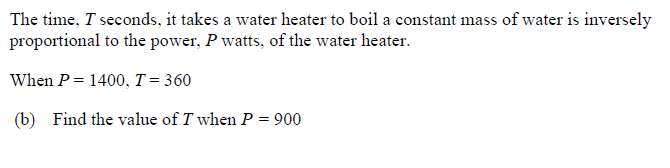 The time, T seconds, it takes a water heater to boil a constant mass of water is inversely
proportional to the power, P watts, of the water heater.
When P = 1400, T = 360
(b) Find the value of T when P = 900